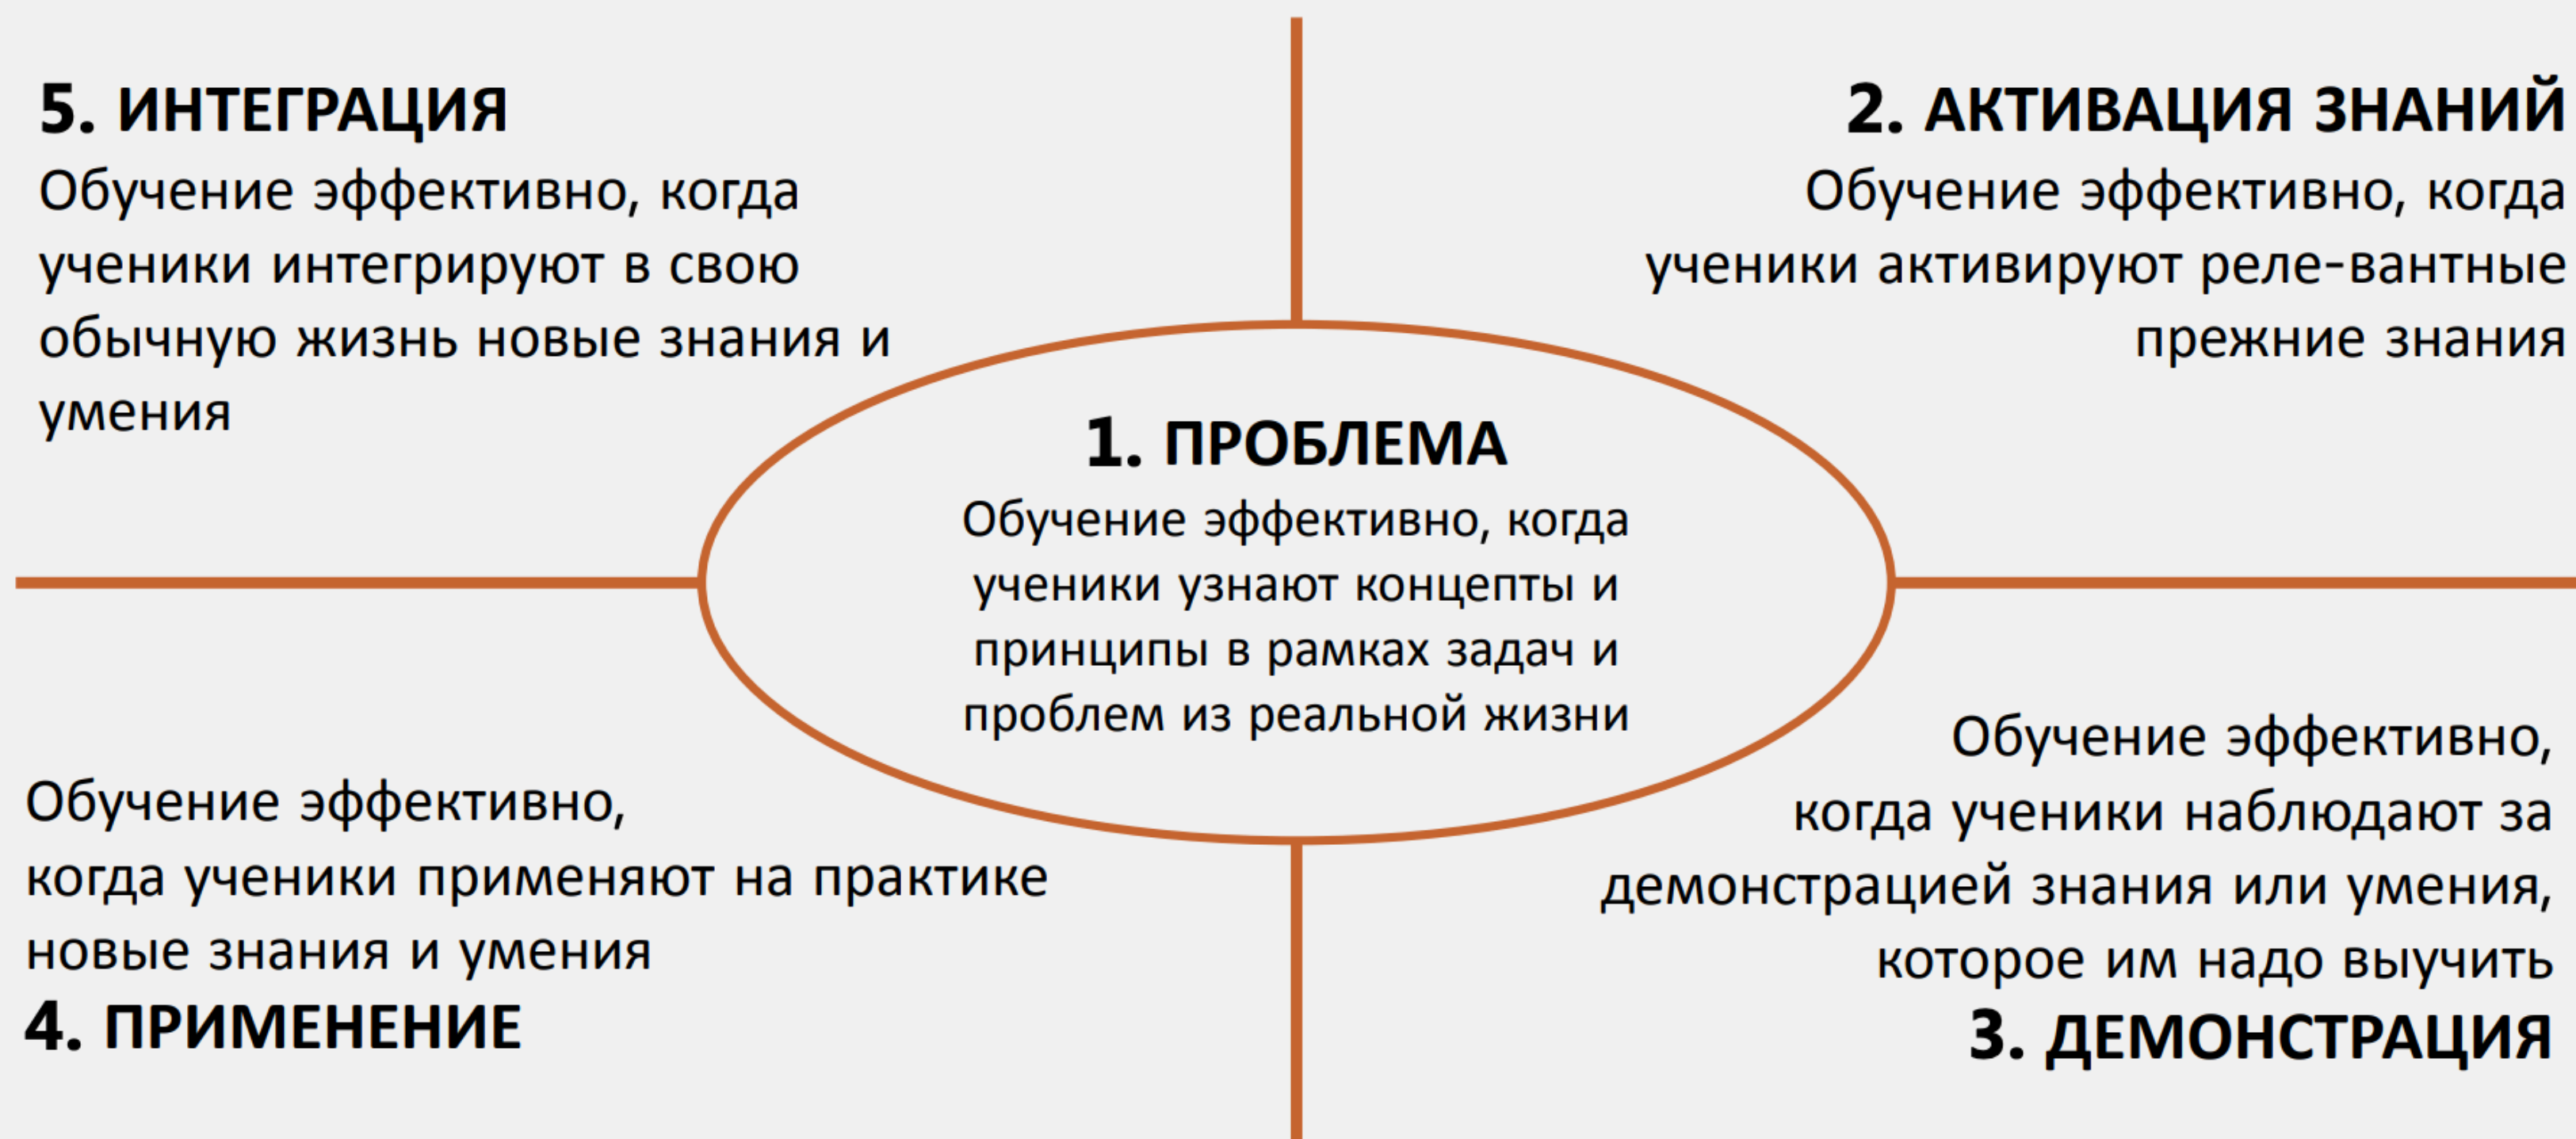 5. ИНТЕГРАЦИЯ
Обучение эффективно, когда
ученики интегрируют в свою
обычную жизнь новые знания и
умения
2. АКТИВАЦИЯ ЗНАНИЙ
Обучение эффективно, когда
ученики активируют реле-вантные
прежние знания
1. ПРОБЛЕМА
Обучение эффективно, когда
ученики узнают концепты и
принципы в рамках задач и
проблем из реальной жизни
Обучение эффективно,
когда ученики применяют на практике
новые знания и умения
4. ПРИМЕНЕНИЕ
Обучение эффективно,
когда ученики наблюдают за
демонстрацией знания или умения,
которое им надо выучить
3. ДЕМОНСТРАЦИЯ